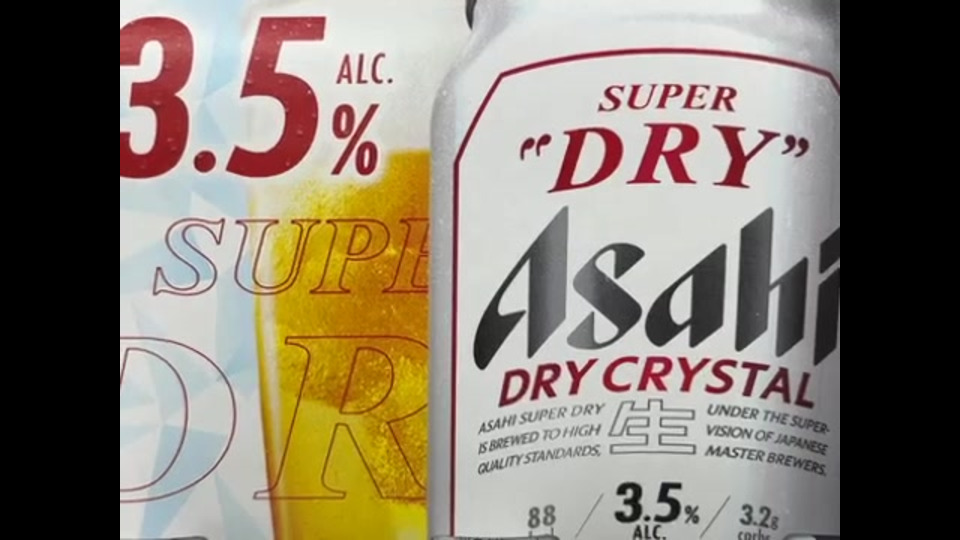 3.5
ALC.
%
SUPE
DR
SUPER
"DRY"
Asahi
DRY CRYSTAL
ASAHI SUPER DRY
IS BREWED TO HIGH
QUALITY STANDARDS,
生
UNDER THE SUPER-
VISION OF JAPANESE
MASTER BREWERS.
88
3.5%
ALC.
3.2g
carbs